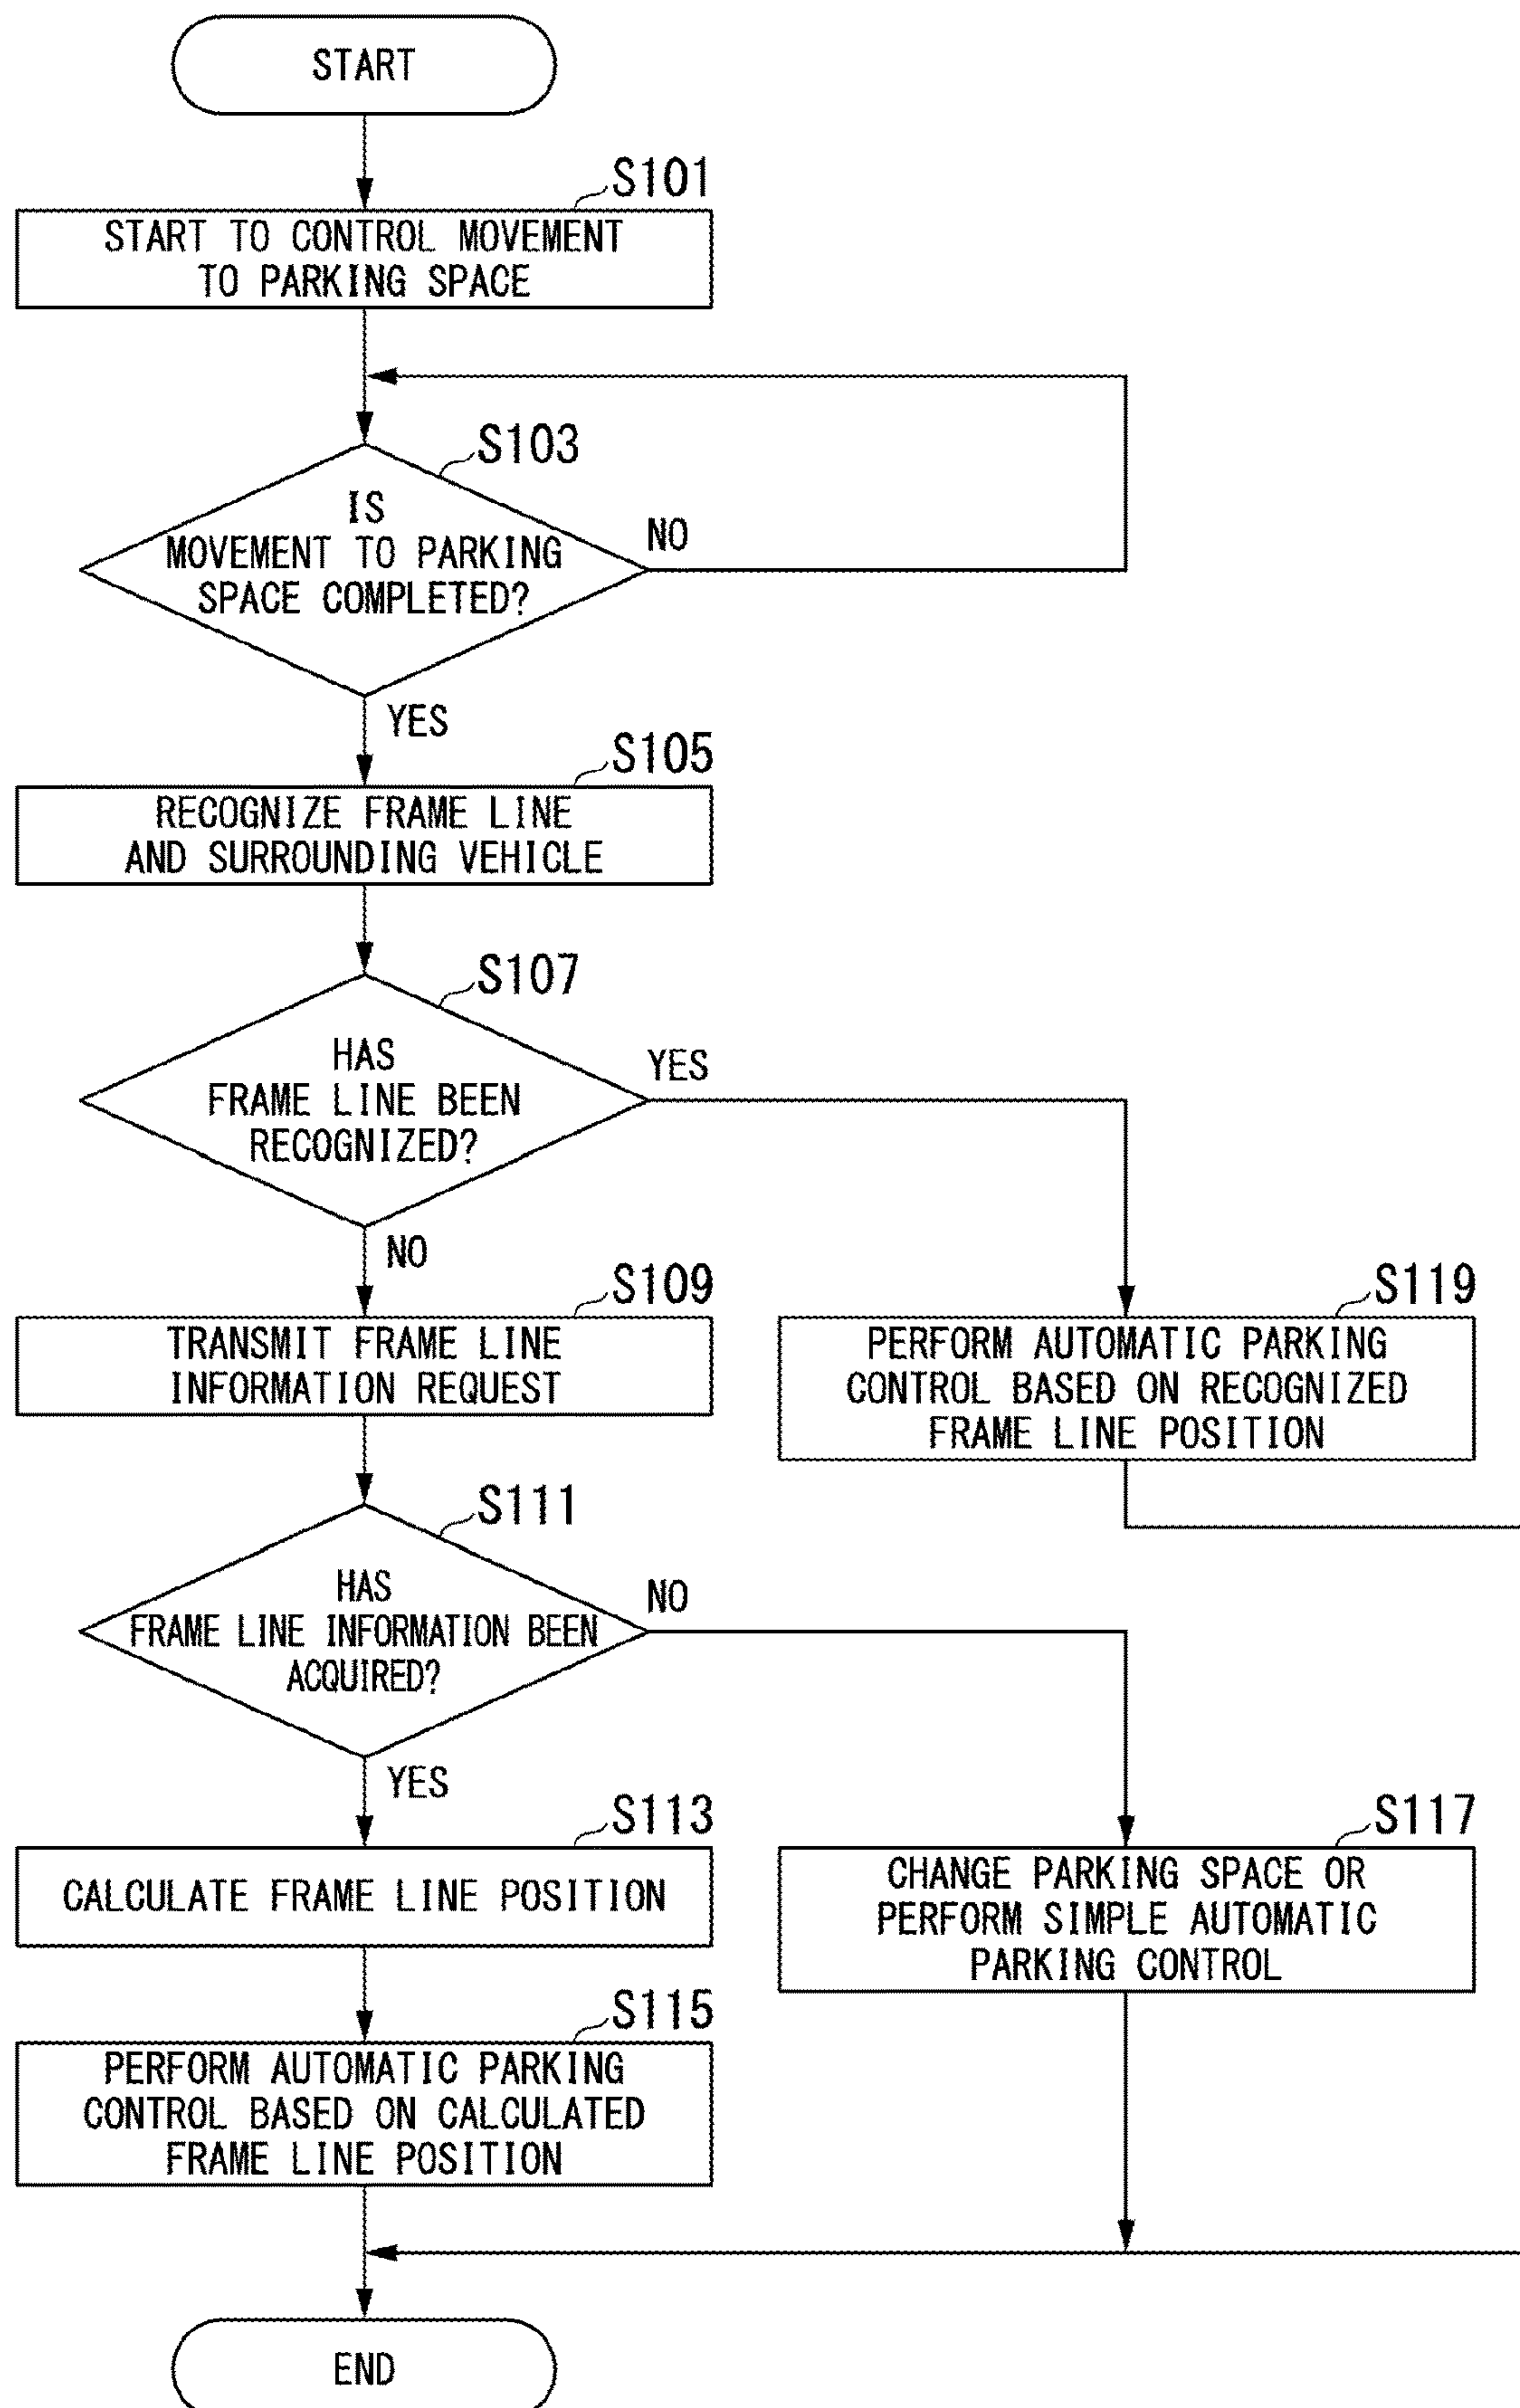 START
S101
START TO CONTROL MOVEMENT
TO PARKING SPACE
S103
IS
MOVEMENT TO PARKING
SPACE COMPLETED?
NO
YES
S105
RECOGNIZE FRAME LINE
AND SURROUNDING VEHICLE
S107
HAS
FRAME LINE BEEN
RECOGNIZED?
YES
NO
S109
TRANSMIT FRAME LINE
INFORMATION REQUEST
S119
PERFORM AUTOMATIC PARKING
CONTROL BASED ON RECOGNIZED
FRAME LINE POSITION
S111
HAS
FRAME LINE INFORMATION BEEN
ACQUIRED?
NO
YES
S113
CALCULATE FRAME LINE POSITION
S117
CHANGE PARKING SPACE OR
PERFORM SIMPLE AUTOMATIC
PARKING CONTROL
S115
PERFORM AUTOMATIC PARKING
CONTROL BASED ON CALCULATED
FRAME LINE POSITION
END